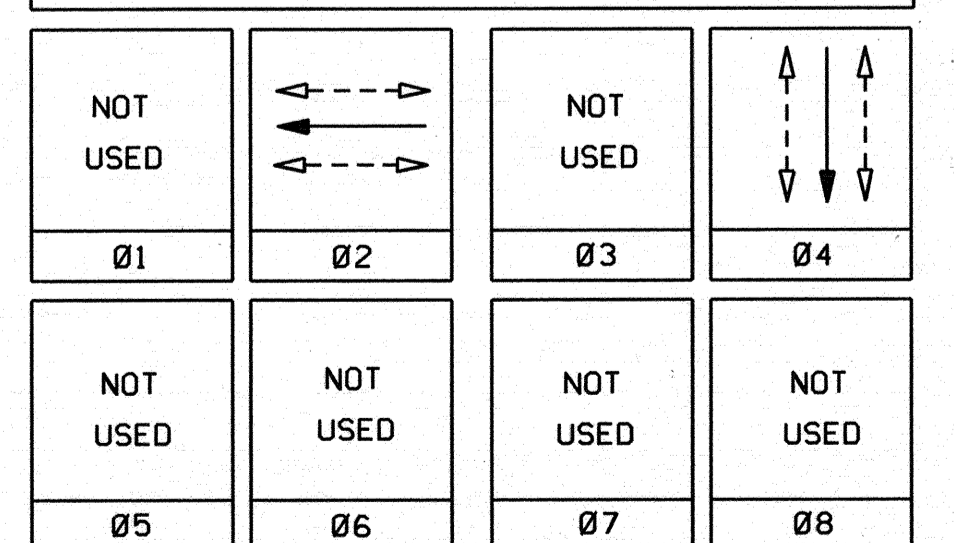 NOT
USED
Ø1
Ø2
NOT
USED
Ø3
Ø4
NOT
USED
Ø5
NOT
USED
Ø6
NOT
USED
Ø7
NOT
USED
Ø8